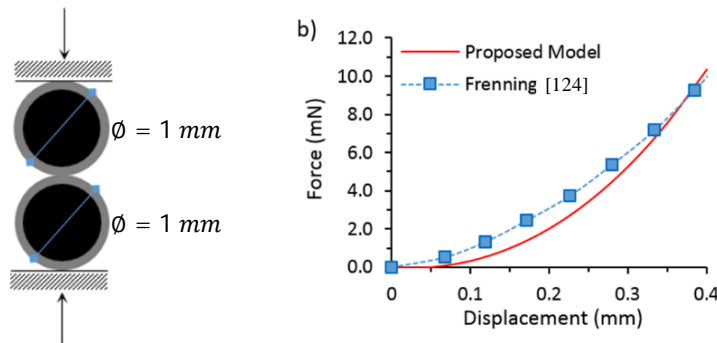 ∅ = 1 mm
∅ = 1 mm
b)
Proposed Model
Frenning [124]
Force (mN)
12.0
10.0
8.0
6.0
4.0
2.0
0.0
0 0.1 0.2 0.3 0.4
Displacement (mm)